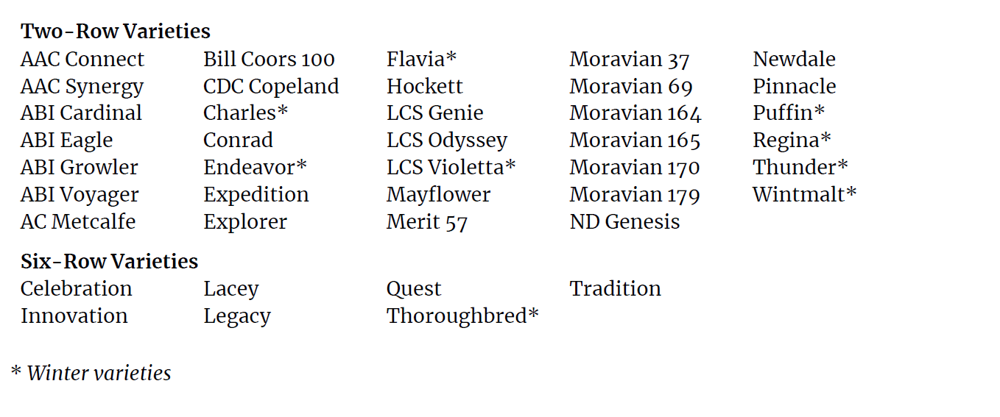 Two-Row Varieties
AAC Connect Bill Coors 100 Flavia* Moravian 37 Newdale
AAC Synergy CDC Copeland Hockett Moravian 69 Pinnacle
ABI Cardinal Charles* LCS Genie Moravian 164 Puffin*
ABI Eagle Conrad LCS Odyssey Moravian 165 Regina*
ABI Growler Endeavor* LCS Violetta* Moravian 170 Thunder*
ABI Voyager Expedition Mayflower Moravian 179 Wintmalt*
AC Metcalfe Explorer Merit 57 ND Genesis
Six-Row Varieties
Celebration Lacey Quest Tradition
Innovation Legacy Thoroughbred*
* Winter varieties